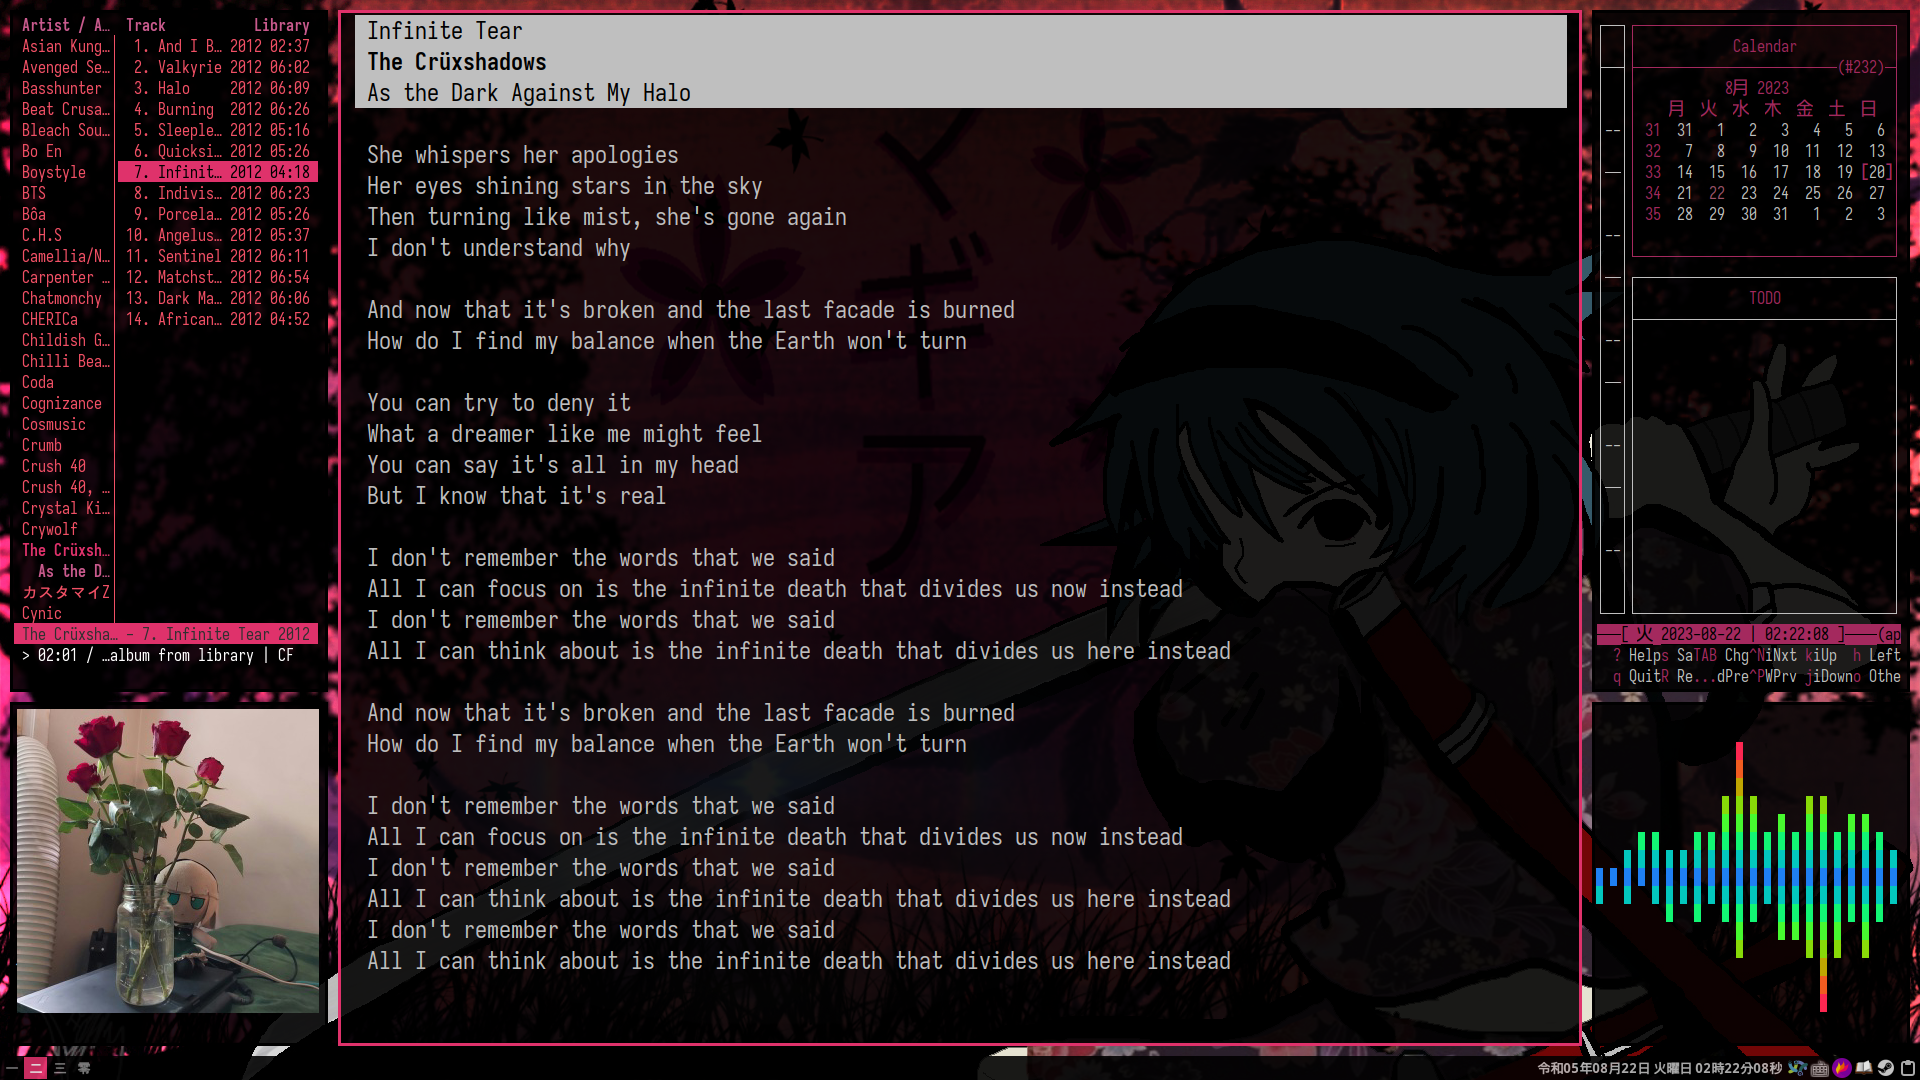 Artist / A… Track Library
Asian Kung… 1. And I B… 2012 02:37
Avenged Se… 2. Valkyrie 2012 06:02
Basshunter 3. Halo 2012 06:09
Beat Crusa… 4. Burning 2012 06:26
Bleach Sou… 5. Sleeple… 2012 05:16
Bo En 6. Quicksi… 2012 05:26
Boystyle 7. Infinit… 2012 04:18
BTS 8. Indivis… 2012 06:23
Bôa 9. Porcela… 2012 05:26
C.H.S 10. Angelus… 2012 05:37
Camellia/N… 11. Sentinel 2012 06:11
Carpenter … 12. Matchst… 2012 06:54
Chatmonchy 13. Dark Ma… 2012 06:06
CHERICa 14. African… 2012 04:52
Childish G…
Chilli Bea…
Coda
Cognizance
Cosmusic
Crumb
Crush 40
Crush 40, …
Crystal Ki…
Crywolf
The Crüxsh…
As the D…
カスタマイZ
Cynic
The Crüxsha… – 7. Infinite Tear 2012
> 02:01 / …album from library | CF
Infinite Tear
The Crüxshadows
As the Dark Against My Halo
She whispers her apologies
Her eyes shining stars in the sky
Then turning like mist, she's gone again
I don't understand why
And now that it's broken and the last facade is burned
How do I find my balance when the Earth won't turn
You can try to deny it
What a dreamer like me might feel
You can say it's all in my head
But I know that it's real
I don't remember the words that we said
All I can focus on is the infinite death that divides us now instead
I don't remember the words that we said
All I can think about is the infinite death that divides us here instead
And now that it's broken and the last facade is burned
How do I find my balance when the Earth won't turn
I don't remember the words that we said
All I can focus on is the infinite death that divides us now instead
I don't remember the words that we said
All I can think about is the infinite death that divides us here instead
I don't remember the words that we said
All I can think about is the infinite death that divides us here instead
ギア
Calendar
(#232)
8月 2023
月 火 水 木 金 土 日
31 31 1 2 3 4 5 6
32 7 8 9 10 11 12 13
33 14 15 16 17 18 19 [20]
34 21 22 23 24 25 26 27
35 28 29 30 31 1 2 3
TODO
[ 火 2023-08-22 | 02:22:08 ]——(ap
? Helps SaTAB Chg^NiNxt kiUp h Left
q QuitR Re...dPre^PWPrv jiDowno Othe
一 二 三 零
令和05年08月22日 火曜日 02時22分08秒